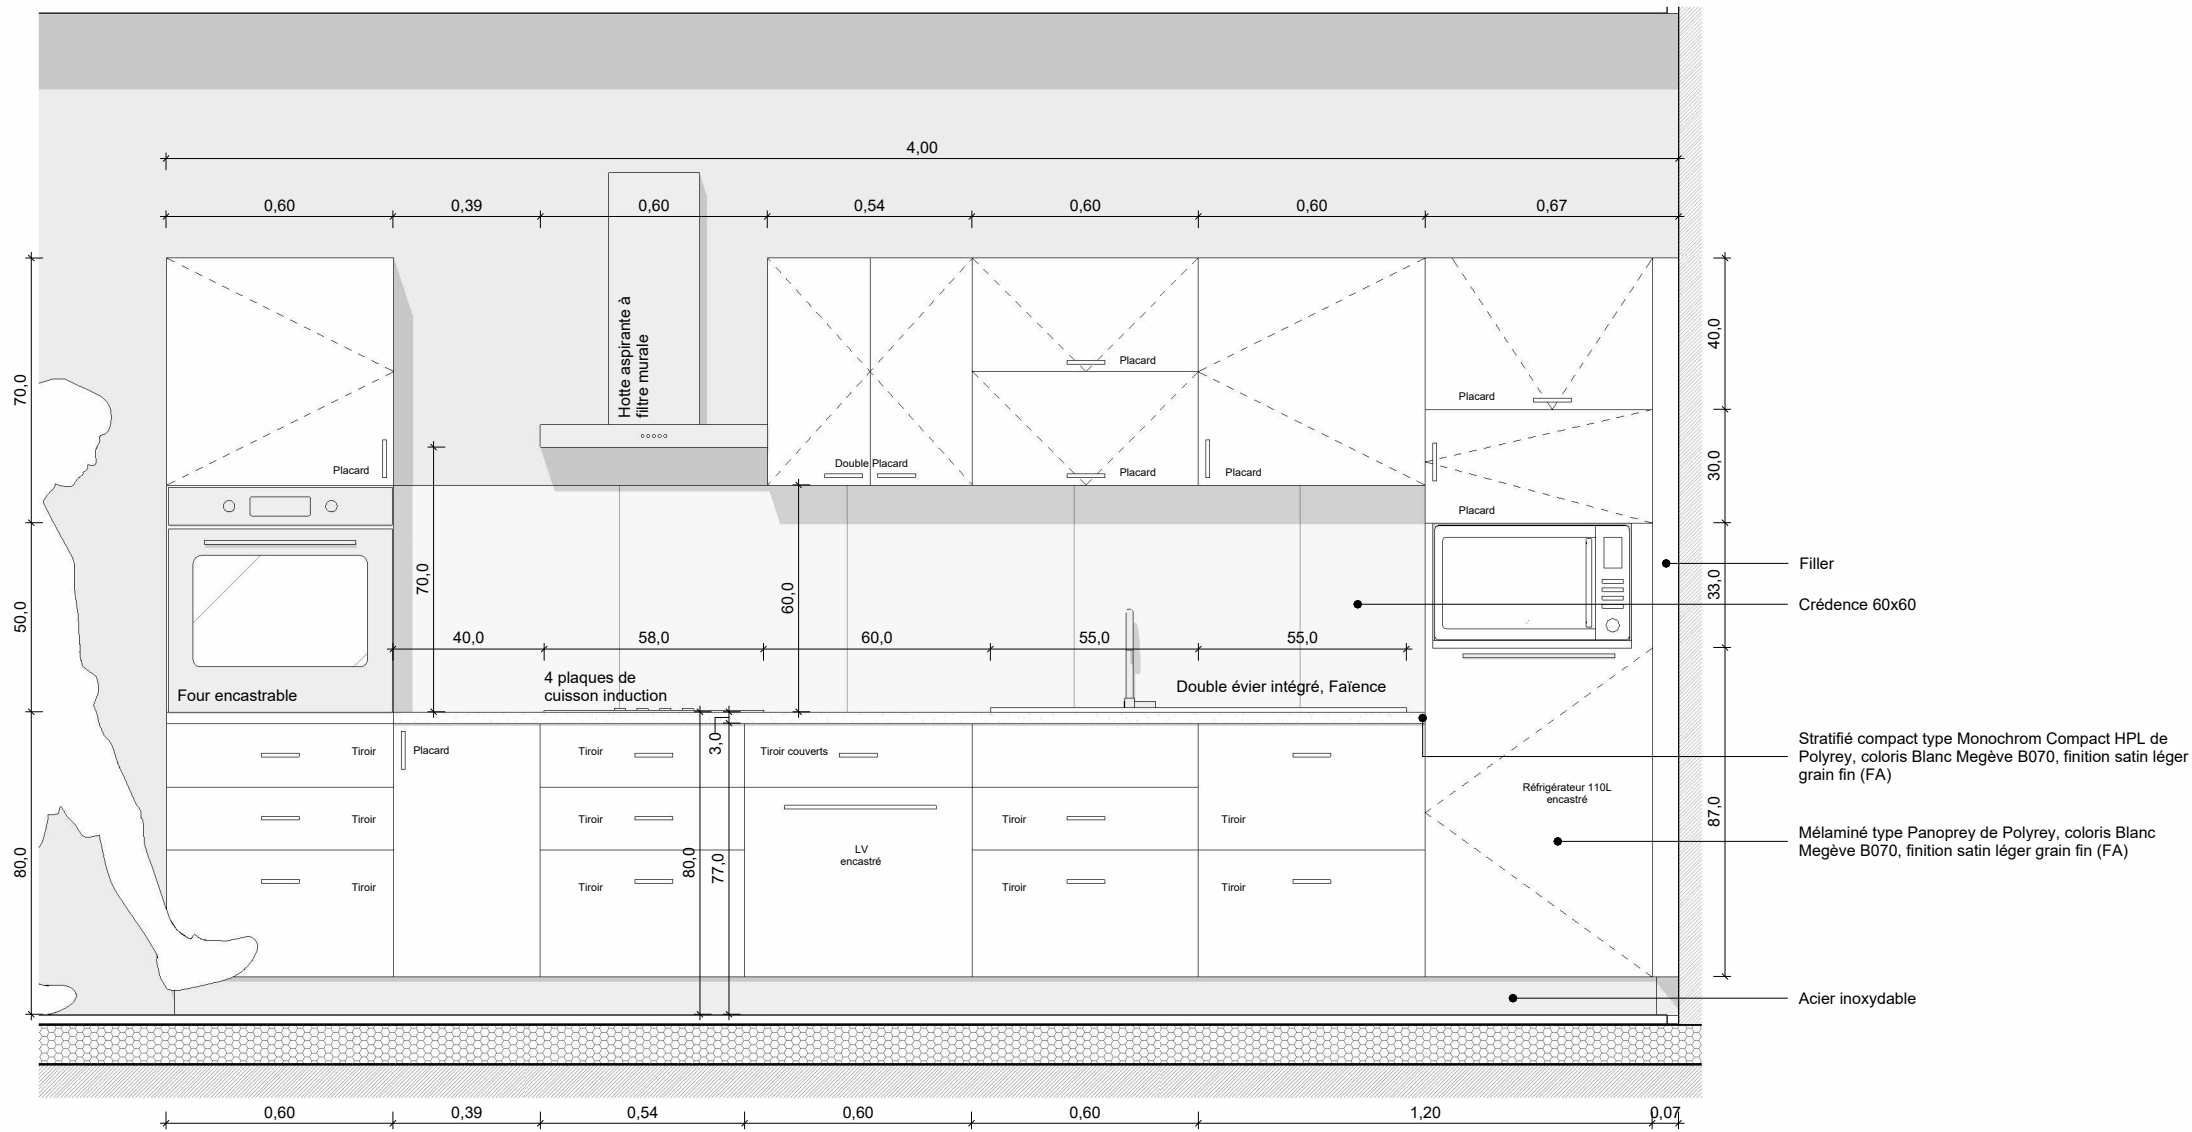 4,00
0,60
0,39
0,60
0,54
0,60
0,60
0,67
Hotte aspirante à
filtre murale
70,0
50,0
80,0
Placard
Double Placard
Placard
Placard
Placard
Placard
Placard
40,0
30,0
33,0
87,0
70,0
60,0
40,0
58,0
60,0
55,0
55,0
Four encastrable
4 plaques de
cuisson induction
Double évier intégré, Faïence
Filler
Crédence 60x60
Stratifié compact type Monochrom Compact HPL de
Polyrey, coloris Blanc Megève B070, finition satin léger
grain fin (FA)
Mélaminé type Panoprey de Polyrey, coloris Blanc
Megève B070, finition satin léger grain fin (FA)
Acier inoxydable
Tiroir
Placard
Tiroir
3,0
Tiroir couverts
Réfrigérateur 110L
encastré
Tiroir
Tiroir
Tiroir
Tiroir
LV
encastré
80,0
77,0
Tiroir
Tiroir
Tiroir
Tiroir
0,60
0,39
0,54
0,60
0,60
1,20
0,07